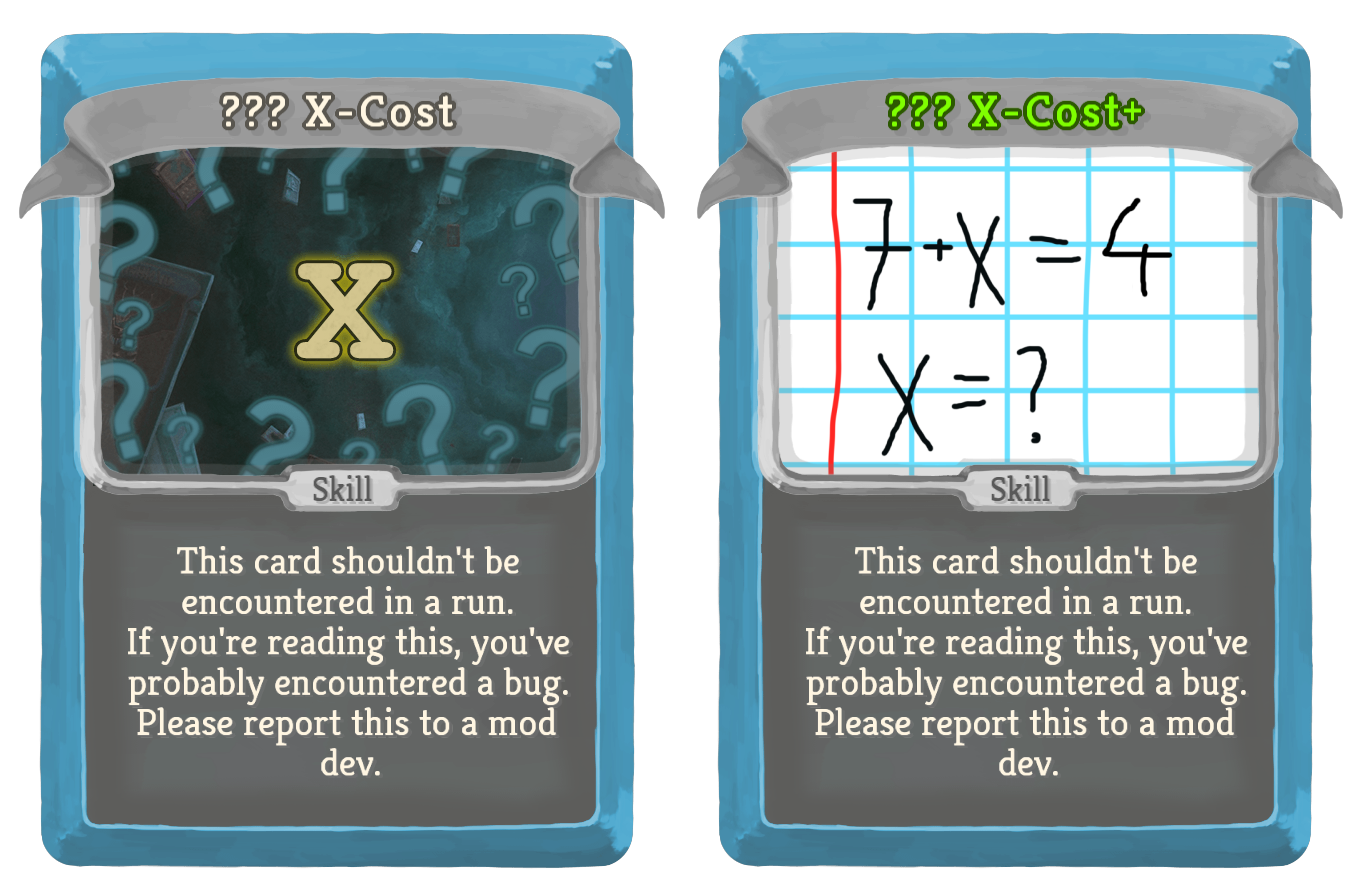 ??? X-Cost
X
Skill
This card shouldn't be
encountered in a run.
If you're reading this, you've
probably encountered a bug.
Please report this to a mod
dev.
??? X-Cost+
7+X=4
X=?
Skill
This card shouldn't be
encountered in a run.
If you're reading this, you've
probably encountered a bug.
Please report this to a mod
dev.